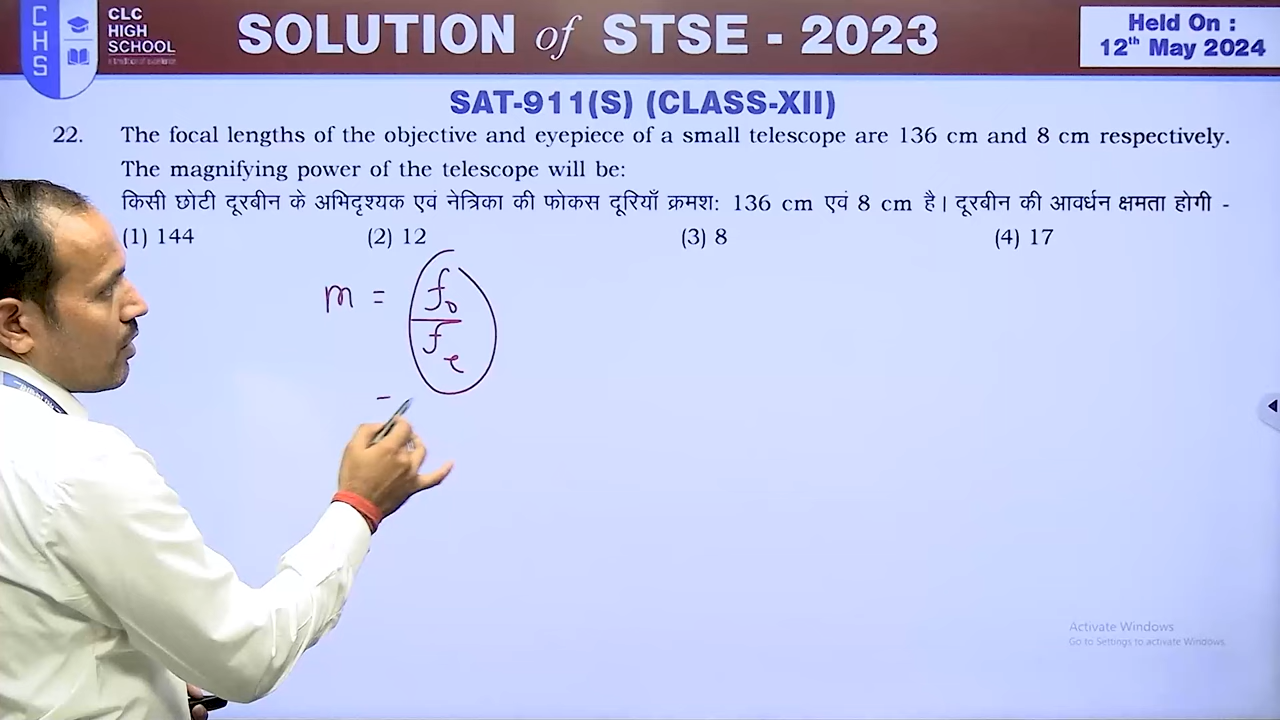 CHS
CLC
HIGH
SCHOOL
SOLUTION of STSE - 2023
Held On :
12th May 2024
SAT-911(S) (CLASS-XII)
22. The focal lengths of the objective and eyepiece of a small telescope are 136 cm and 8 cm respectively.
The magnifying power of the telescope will be:
किसी छोटी दूरबीन के अभिदृश्यक एवं नेत्रिका की फोकस दूरियाँ क्रमश: 136 cm एवं 8 cm है। दूरबीन की आवर्धन क्षमता होगी -
(1) 144 (2) 12 (3) 8 (4) 17
m = f₀
fe
-
Activate Windows
Go to Settings to activate Windows.